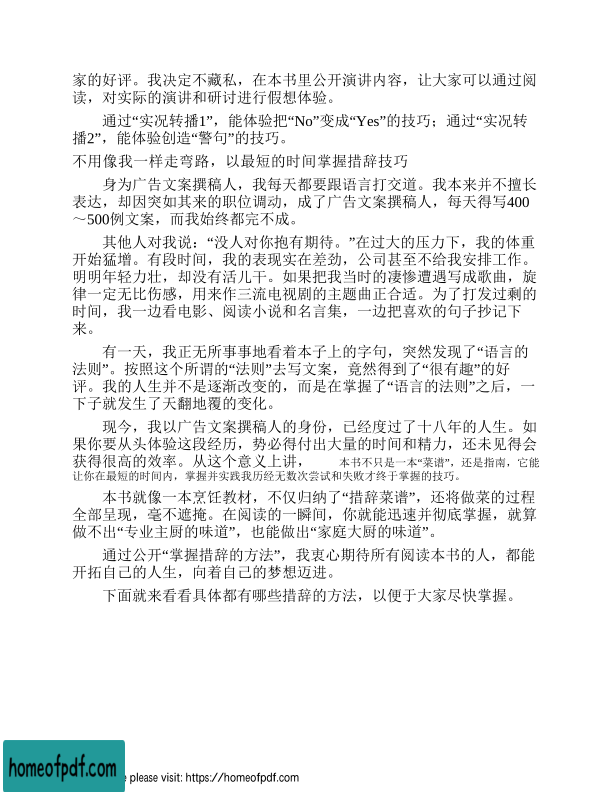 家的好评。我决定不藏私，在本书里公开演讲内容，让大家可以通过阅
读，对实际的演讲和研讨进行假想体验。
通过“实况转播1”，能体验把“No”变成“Yes”的技巧；通过“实况转
播2”，能体验创造“警句”的技巧。
不用像我一样走弯路，以最短的时间掌握措辞技巧
身为广告文案撰稿人，我每天都要跟语言打交道。我本来并不擅长
表达，却因突如其来的职位调动，成了广告文案撰稿人，每天得写400
～500例文案，而我始终都完不成。
其他人对我说：“没人对你抱有期待。”在过大的压力下，我的体重
开始猛增。有段时间，我的表现实在差劲，公司甚至不给我安排工作。
明明年轻力壮，却没有活儿干。如果把我当时的凄惨遭遇写成歌曲，旋
律一定无比伤感，用来作三流电视剧的主题曲正合适。为了打发过剩的
时间，我一边看电影、阅读小说和名言集，一边把喜欢的句子抄记下
来。
有一天，我正无所事事地看着本子上的字句，突然发现了“语言的
法则”。按照这个所谓的“法则”去写文案，竟然得到了“很有趣”的好
评。我的人生并不是逐渐改变的，而是在掌握了“语言的法则”之后，一
下子就发生了天翻地覆的变化。
现今，我以广告文案撰稿人的身份，已经度过了十八年的人生。如
果你要从头体验这段经历，势必得付出大量的时间和精力，还未见得会
获得很高的效率。从这个意义上讲， 本书不只是一本“菜谱”，还是指南，它能
让你在最短的时间内，掌握并实践我历经无数次尝试和失败才终于掌握的技巧。
本书就像一本烹饪教材，不仅归纳了“措辞菜谱”，还将做菜的过程
全部呈现，毫不遮掩。在阅读的一瞬间，你就能迅速并彻底掌握，就算
做不出“专业主厨的味道”，也能做出“家庭大厨的味道”。
通过公开“掌握措辞的方法”，我衷心期待所有阅读本书的人，都能
开拓自己的人生，向着自己的梦想迈进。
下面就来看看具体都有哪些措辞的方法，以便于大家尽快掌握。
homeofpdf.com
please visit: https://homeofpdf.com